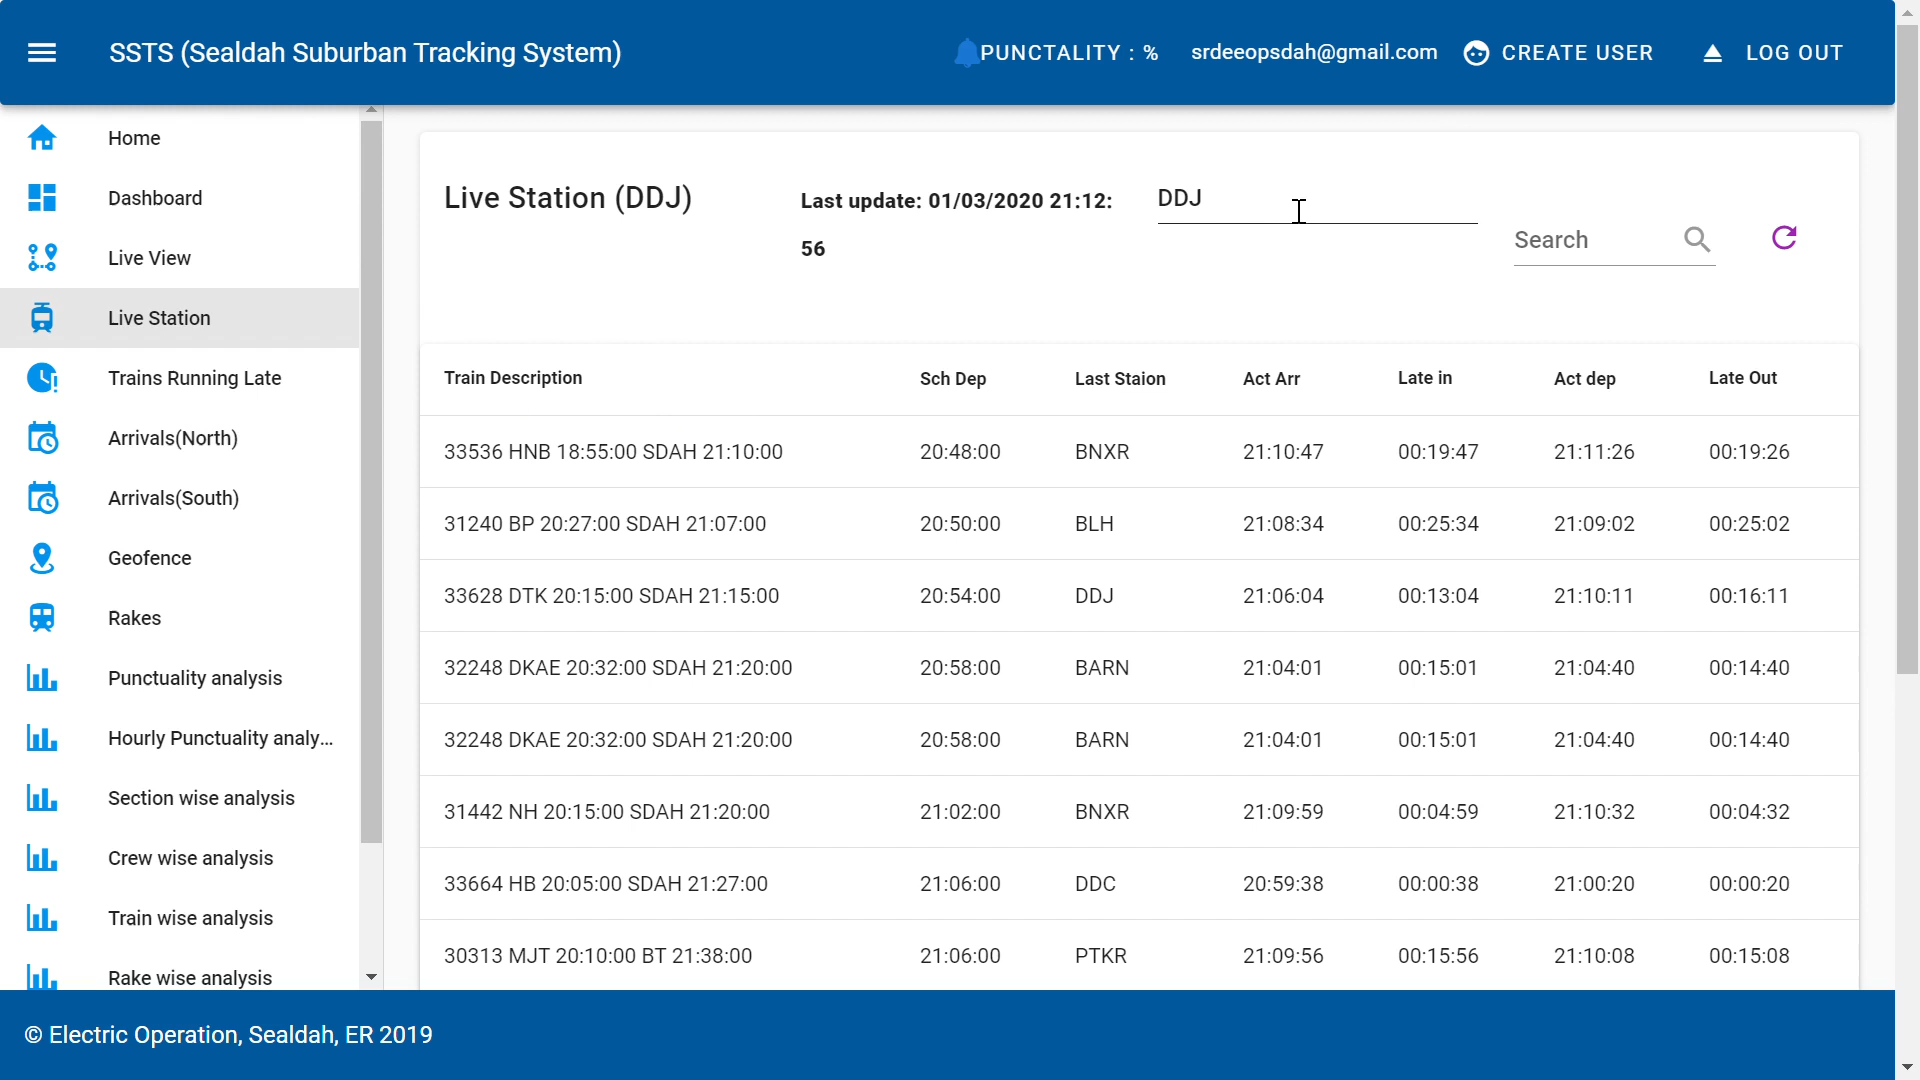 SSTS (Sealdah Suburban Tracking System)
PUNCTALITY : %
srdeeopsdah@gmail.com
CREATE USER
LOG OUT
Home
Dashboard
Live View
Live Station
Trains Running Late
Arrivals(North)
Arrivals(South)
Geofence
Rakes
Punctuality analysis
Hourly Punctuality analy...
Section wise analysis
Crew wise analysis
Train wise analysis
Rake wise analysis
Live Station (DDJ)
Last update: 01/03/2020 21:12:
56
DDJ
Search
Train Description Sch Dep Last Staion Act Arr Late in Act dep Late Out
33536 HNB 18:55:00 SDAH 21:10:00 20:48:00 BNXR 21:10:47 00:19:47 21:11:26 00:19:26
31240 BP 20:27:00 SDAH 21:07:00 20:50:00 BLH 21:08:34 00:25:34 21:09:02 00:25:02
33628 DTK 20:15:00 SDAH 21:15:00 20:54:00 DDJ 21:06:04 00:13:04 21:10:11 00:16:11
32248 DKAE 20:32:00 SDAH 21:20:00 20:58:00 BARN 21:04:01 00:15:01 21:04:40 00:14:40
32248 DKAE 20:32:00 SDAH 21:20:00 20:58:00 BARN 21:04:01 00:15:01 21:04:40 00:14:40
31442 NH 20:15:00 SDAH 21:20:00 21:02:00 BNXR 21:09:59 00:04:59 21:10:32 00:04:32
33664 HB 20:05:00 SDAH 21:27:00 21:06:00 DDC 20:59:38 00:00:38 21:00:20 00:00:20
30313 MJT 20:10:00 BT 21:38:00 21:06:00 PTKR 21:09:56 00:15:56 21:10:08 00:15:08
© Electric Operation, Sealdah, ER 2019